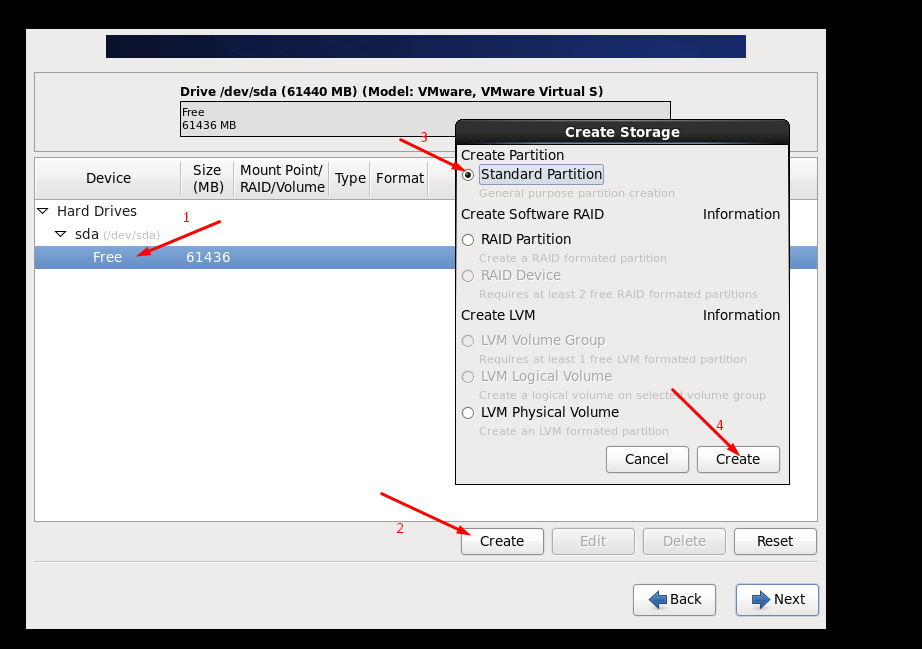 Drive /dev/sda (61440 MB) (Model: VMware, VMware Virtual S)
Free
61436 MB
Device
Size (MB)
Mount Point/ RAID/Volume
Type
Format
Hard Drives
sda (/dev/sda)
1
Free 61436
3
Create Storage
Create Partition
Standard Partition
General purpose partition creation
Create Software RAID Information
RAID Partition
Create a RAID formated partition
RAID Device
Requires at least 2 free RAID formated partitions
Create LVM Information
LVM Volume Group
Requires at least 1 free LVM formated partition
LVM Logical Volume
Create a logical volume on selected volume group
LVM Physical Volume
Create an LVM formated partition
4
Cancel Create
2
Create Edit Delete Reset
Back Next